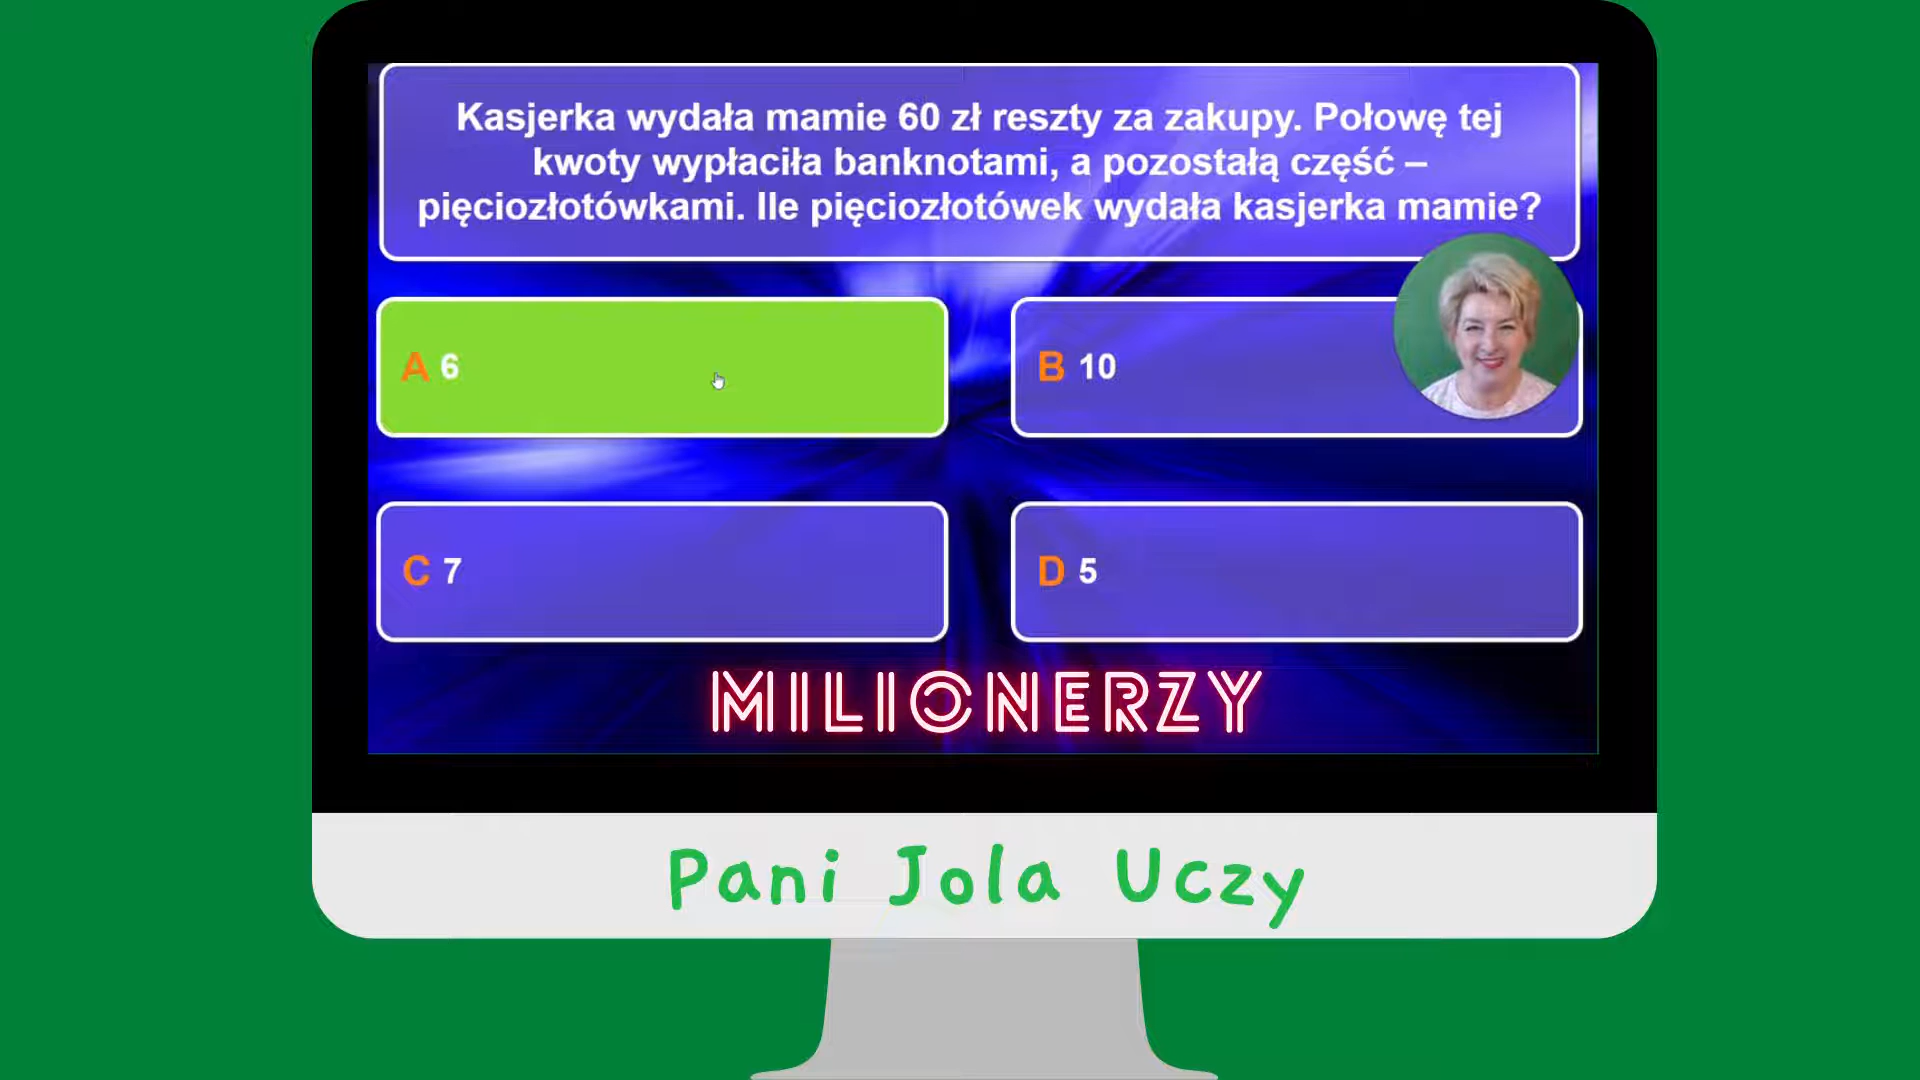 Kasjerka wydała mamie 60 zł reszty za zakupy. Połowę tej
kwoty wypłaciła banknotami, a pozostałą część –
pięciozłotówkami. Ile pięciozłotówek wydała kasjerka mamie?
A 6
B 10
C 7
D 5
MILIONERZY
Pani Jola Uczy